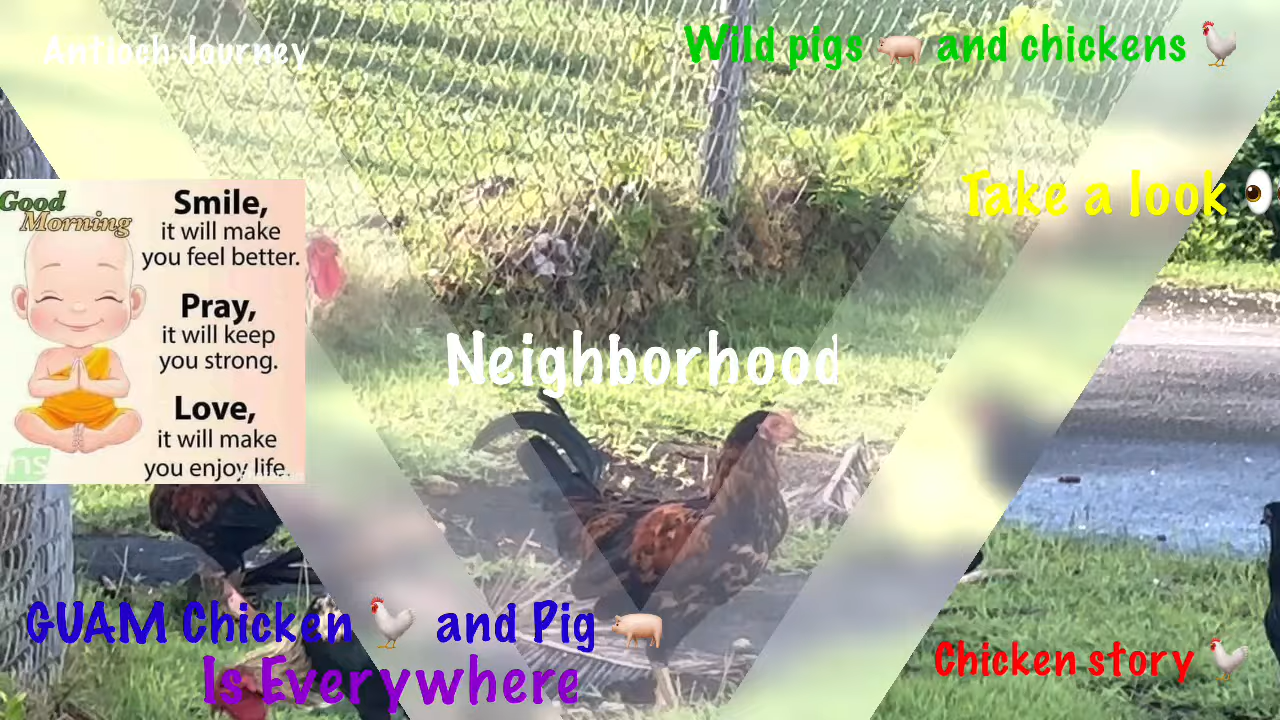 Antioch Journey
Wild pigs 🐖 and chickens 🐓
Take a look 👁
Good
Morning
Smile,
it will make
you feel better.
Pray,
it will keep
you strong.
Love,
it will make
you enjoy life.
Neighborhood
GUAM Chicken 🐓 and Pig 🐖
Is Everywhere
Chicken story 🐓